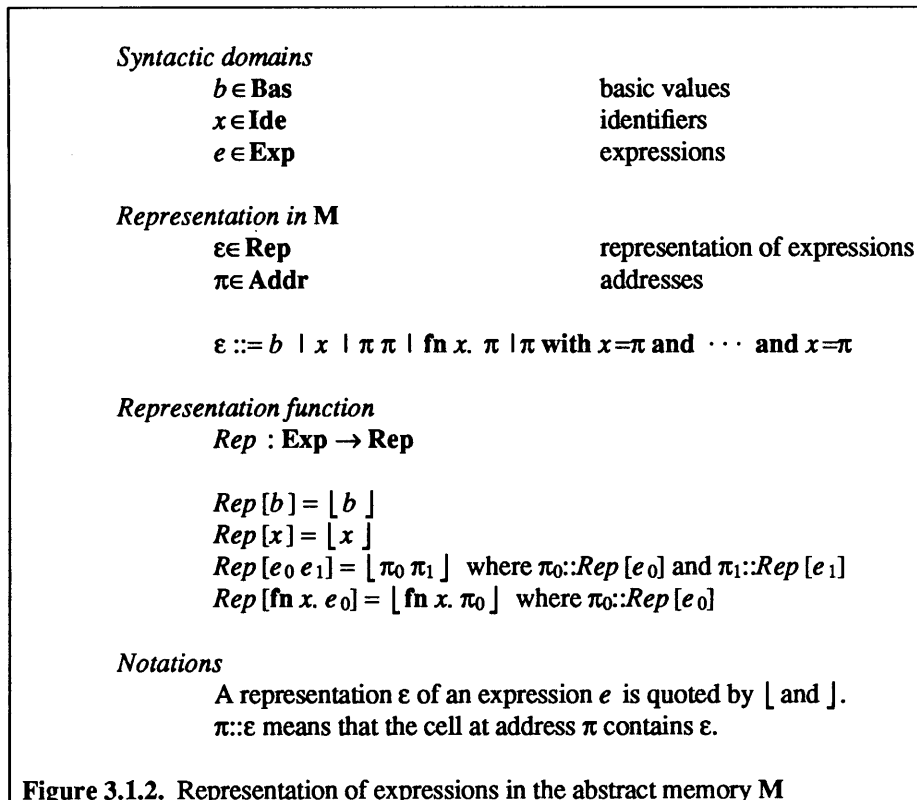 Syntactic domains
b ∈ Bas basic values
x ∈ Ide identifiers
e ∈ Exp expressions
Representation in M
ε∈ Rep representation of expressions
π∈ Addr addresses
ε ::= b | x | π π | fn x. π | π with x=π and ··· and x=π
Representation function
Rep : Exp → Rep
Rep [b] = ⌊ b ⌋
Rep [x] = ⌊ x ⌋
Rep [e0 e1] = ⌊ π0 π1 ⌋ where π0::Rep [e0] and π1::Rep [e1]
Rep [fn x. e0] = ⌊ fn x. π0 ⌋ where π0::Rep [e0]
Notations
A representation ε of an expression e is quoted by ⌊ and ⌋.
π::ε means that the cell at address π contains ε.
Figure 3.1.2. Representation of expressions in the abstract memory M